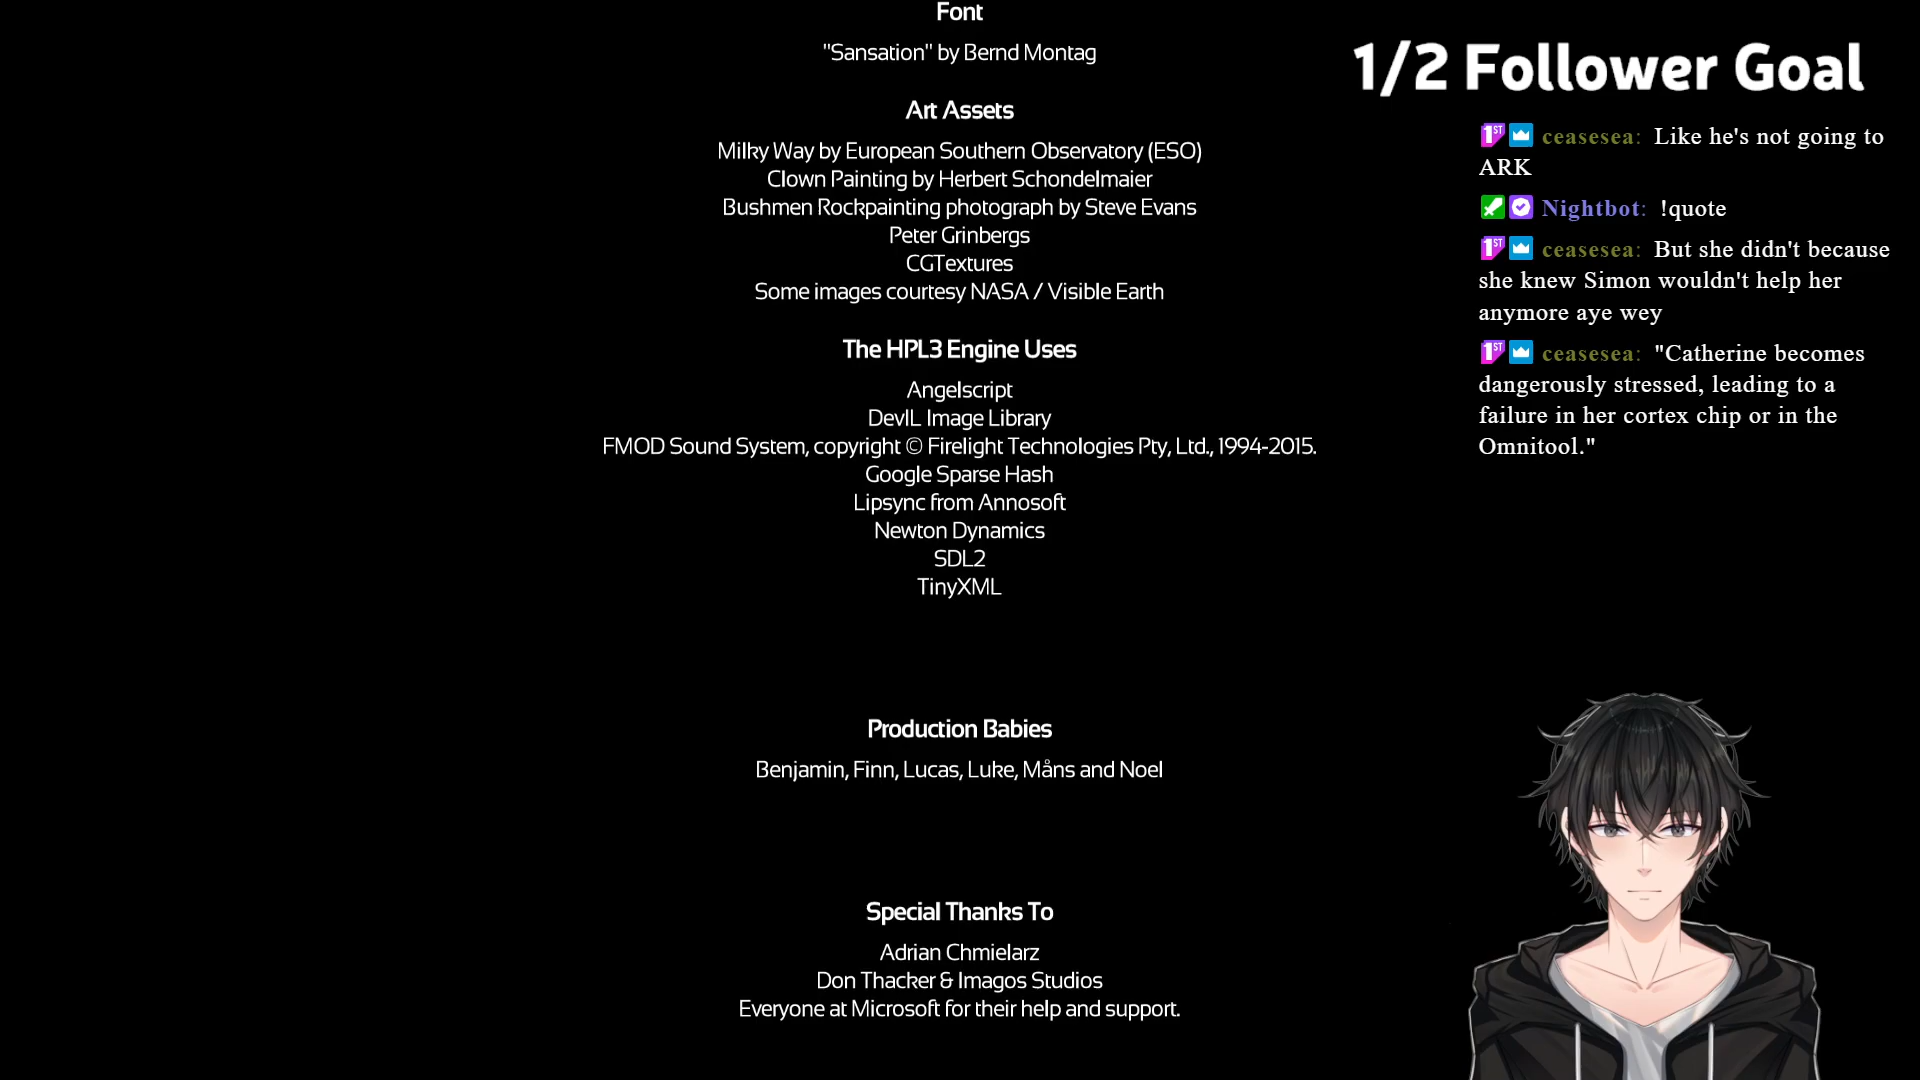 Font
"Sansation" by Bernd Montag
Art Assets
Milky Way by European Southern Observatory (ESO)
Clown Painting by Herbert Schondelmaier
Bushmen Rockpainting photograph by Steve Evans
Peter Grinbergs
CGTextures
Some images courtesy NASA / Visible Earth
The HPL3 Engine Uses
Angelscript
DevIL Image Library
FMOD Sound System, copyright © Firelight Technologies Pty, Ltd., 1994-2015.
Google Sparse Hash
Lipsync from Annosoft
Newton Dynamics
SDL2
TinyXML
Production Babies
Benjamin, Finn, Lucas, Luke, Måns and Noel
Special Thanks To
Adrian Chmielarz
Don Thacker & Imagos Studios
Everyone at Microsoft for their help and support.
1/2 Follower Goal
1ST ceasesea: Like he's not going to
ARK
Nightbot: !quote
1ST ceasesea: But she didn't because
she knew Simon wouldn't help her
anymore aye wey
1ST ceasesea: "Catherine becomes
dangerously stressed, leading to a
failure in her cortex chip or in the
Omnitool."